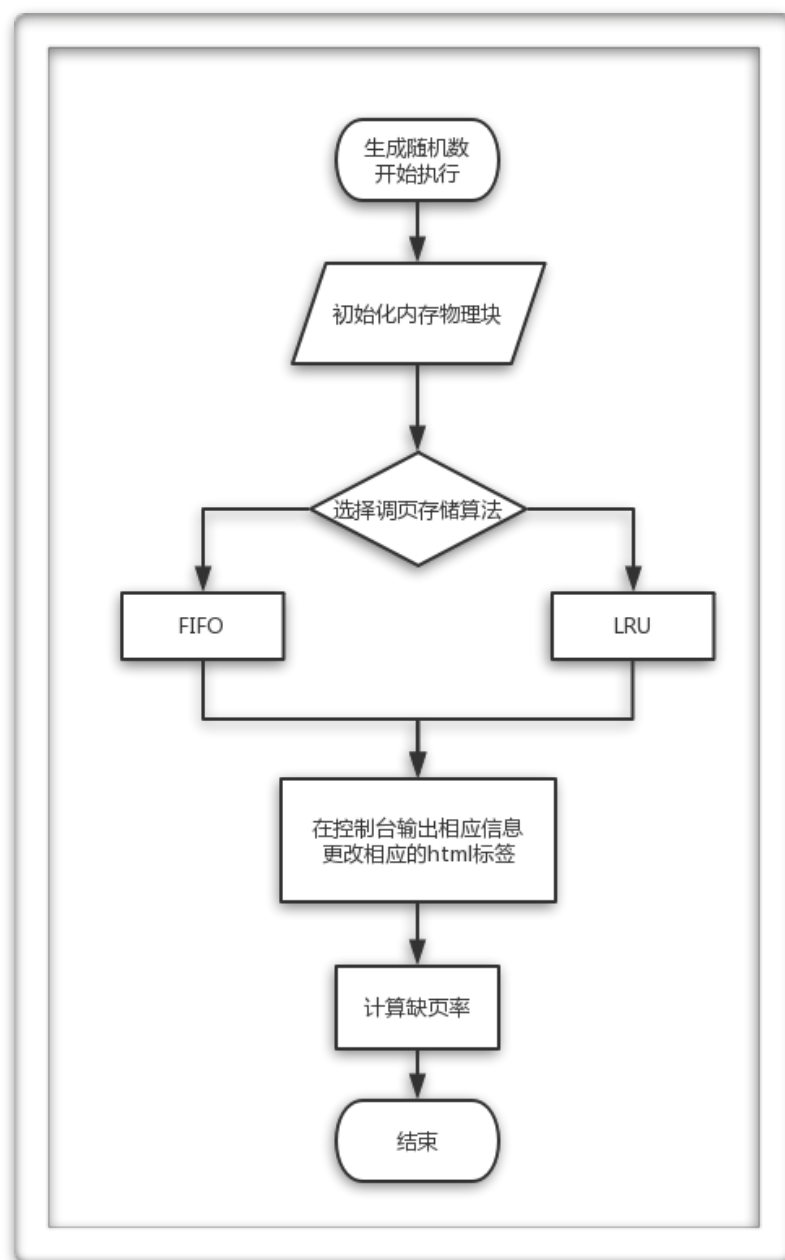 生成随机数
开始执行
初始化内存物理块
选择调页存储算法
FIFO
LRU
在控制台输出相应信息
更改相应的html标签
计算缺页率
结束